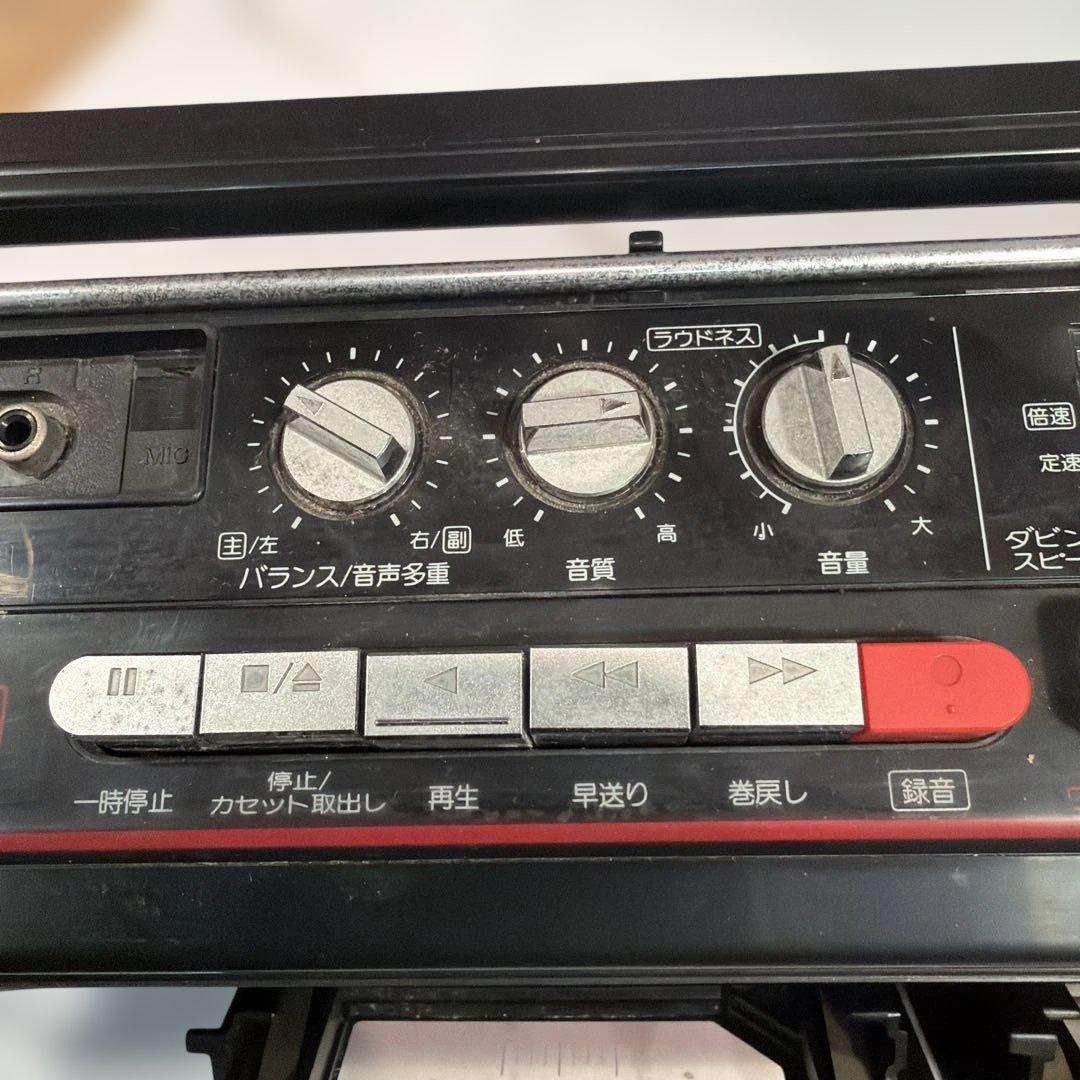 ラウドネス
R L
MIC
倍速
定速
主/左
右/副
低
高
小
大
バランス/音声多重
音質
音量
ダビン
スピー
一時停止
停止/
カセット取出し
再生
早送り
巻戻し
録音